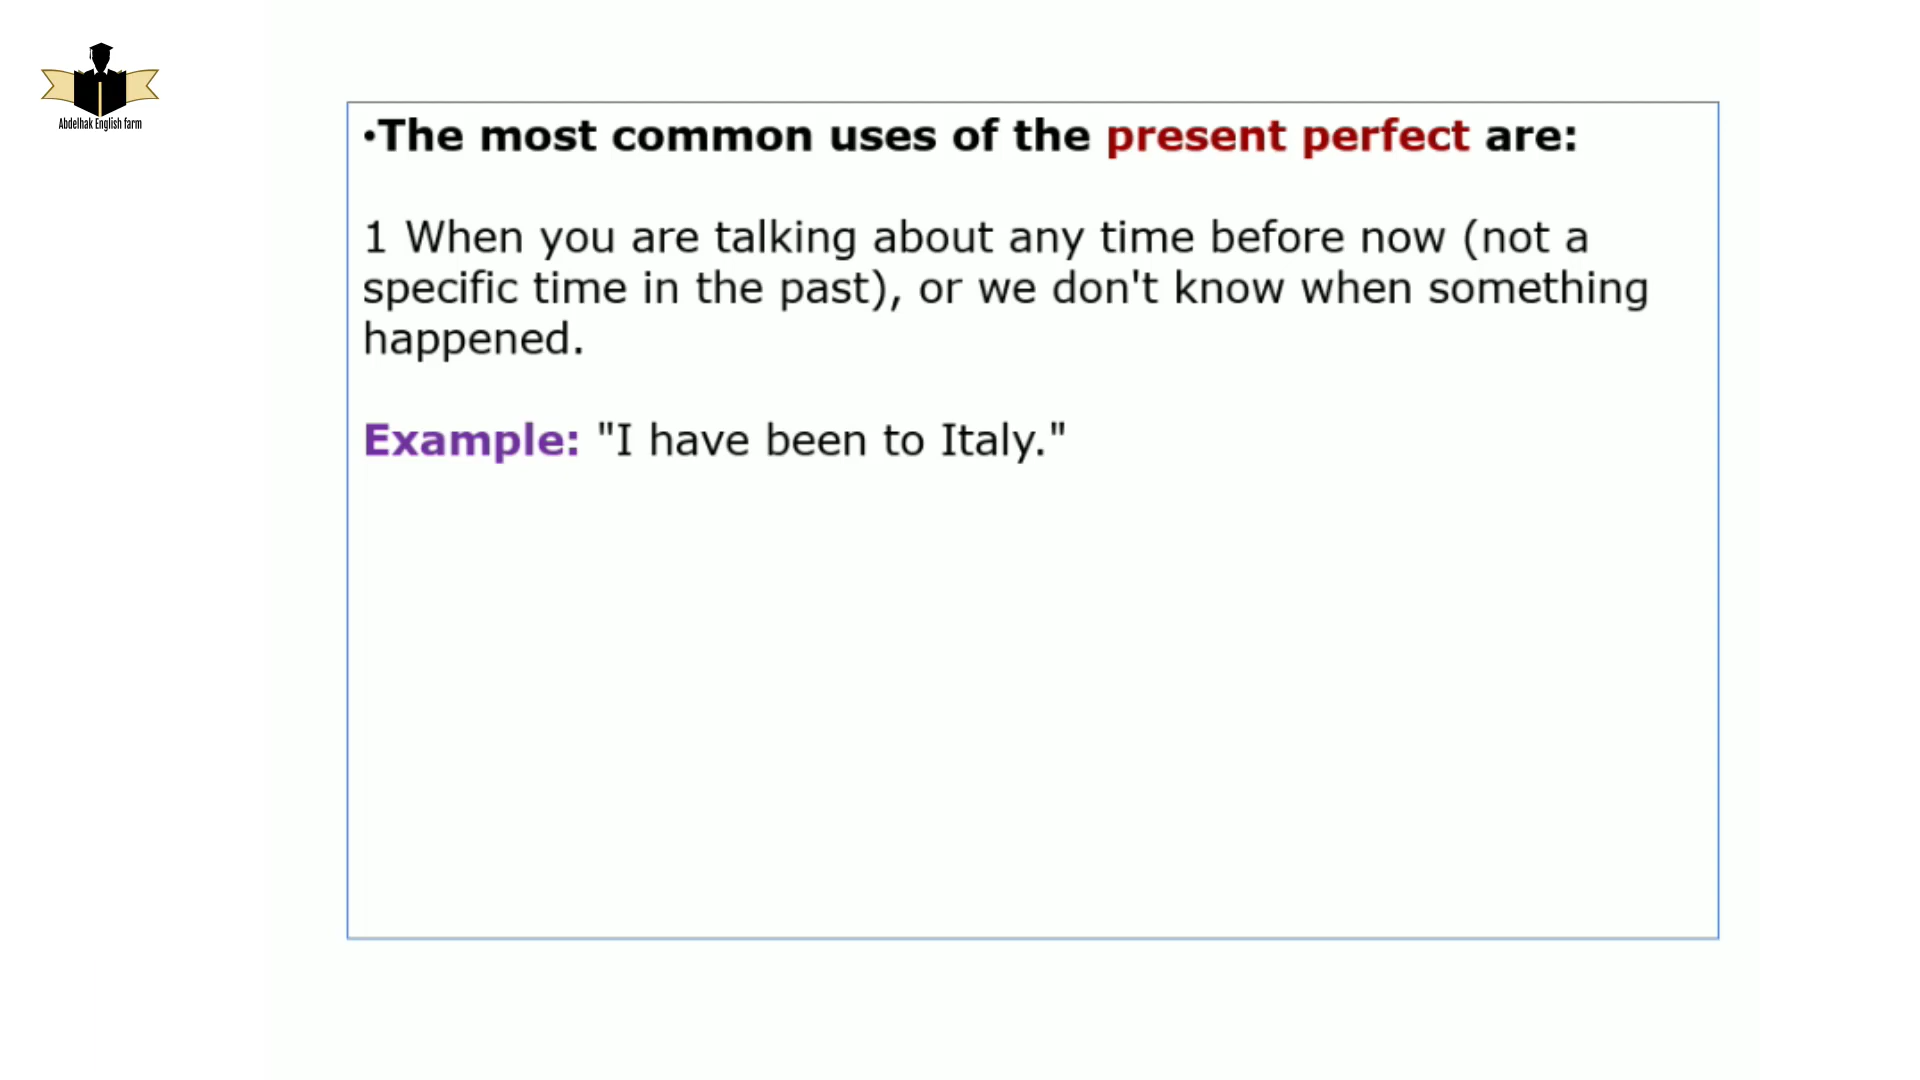 Abdelhak English farm
•The most common uses of the present perfect are:
1 When you are talking about any time before now (not a
specific time in the past), or we don't know when something
happened.
Example: "I have been to Italy."